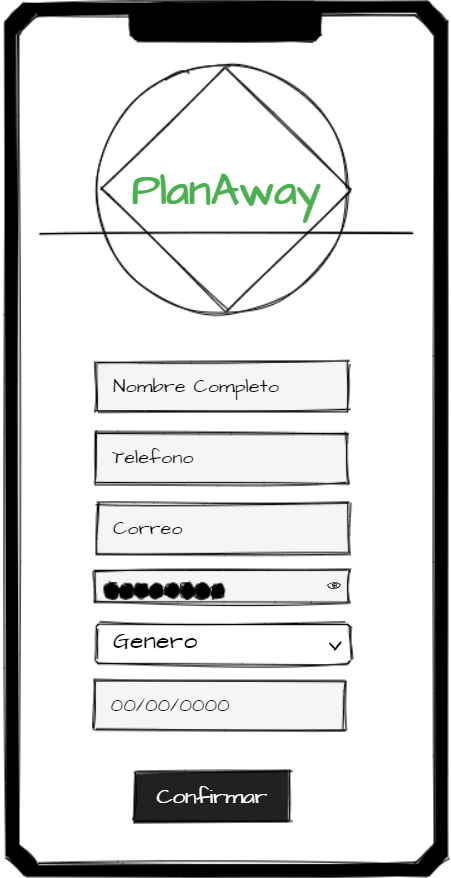 PlanAway
Nombre Completo
Telefono
Correo
Genero
00/00/0000
Confirmar